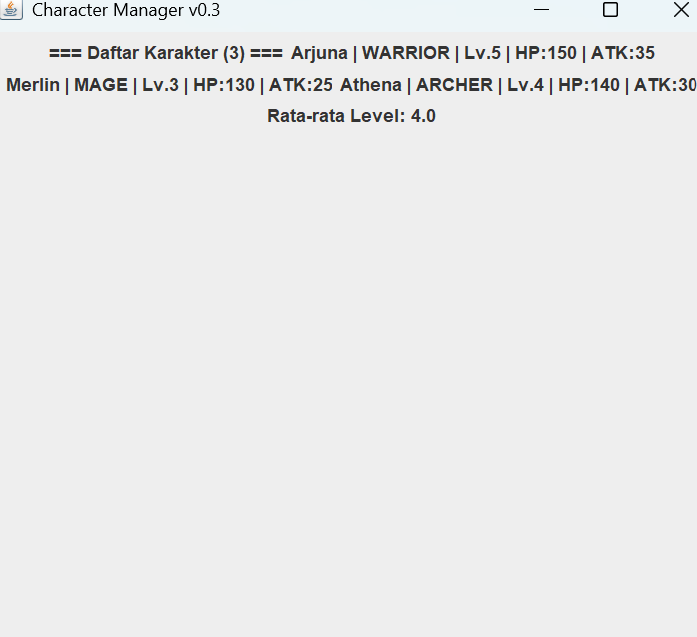 Character Manager v0.3
=== Daftar Karakter (3) === Arjuna | WARRIOR | Lv.5 | HP:150 | ATK:35
Merlin | MAGE | Lv.3 | HP:130 | ATK:25 Athena | ARCHER | Lv.4 | HP:140 | ATK:30
Rata-rata Level: 4.0